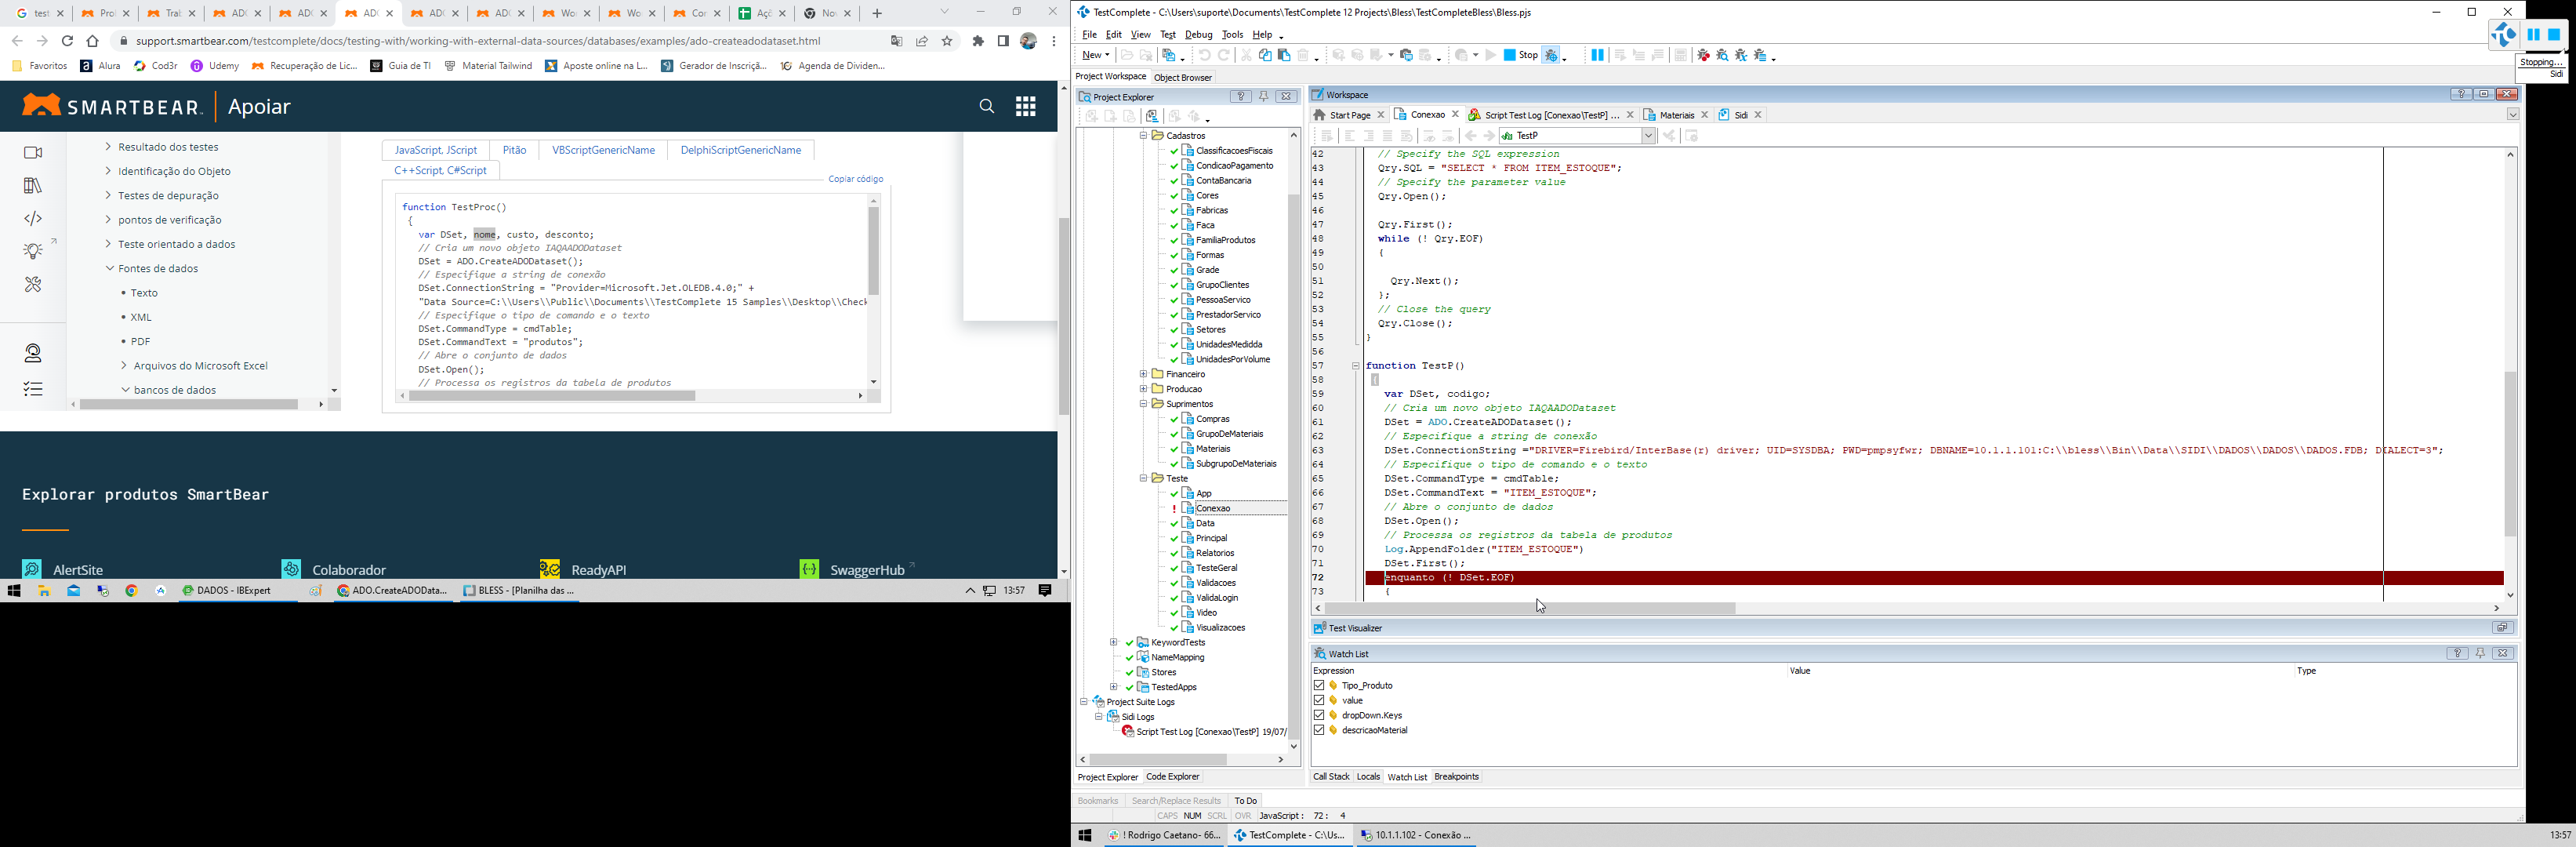 test
Prol
Tral
ADO
ADO
ADO
ADO
ADO
Wor
Wor
Cor
Açõ
Nov
support.smartbear.com/testcomplete/docs/testing-with/working-with-external-data-sources/databases/examples/ado-createadodataset.html
Favoritos
Alura
Cod3r
Udemy
Recuperação de Lic...
Guia de TI
Material Tailwind
Aposte online na L...
Gerador de Inscriçã...
Agenda de Dividen...
SMARTBEAR
Apoiar
Resultado dos testes
Identificação do Objeto
Testes de depuração
pontos de verificação
Teste orientado a dados
Fontes de dados
Texto
XML
PDF
Arquivos do Microsoft Excel
bancos de dados
JavaScript, JScript
Pitão
VBScriptGenericName
DelphiScriptGenericName
C++Script, C#Script
Copiar código
function TestProc()
{
var DSet, nome, custo, desconto;
// Cria um novo objeto IAQAADODataset
DSet = ADO.CreateADODataset();
// Especifique a string de conexão
DSet.ConnectionString = "Provider=Microsoft.Jet.OLEDB.4.0;" +
"Data Source=C:\\Users\\Public\\Documents\\TestComplete 15 Samples\\Desktop\\Check
// Especifique o tipo de comando e o texto
DSet.CommandType = cmdTable;
DSet.CommandText = "produtos";
// Abre o conjunto de dados
DSet.Open();
// Processa os registros da tabela de produtos
Explorar produtos SmartBear
AlertSite
Colaborador
ReadyAPI
SwaggerHub
DADOS - IBExpert
ADO.CreateADOData...
BLESS - [Planilha das ...
13:57
TestComplete - C:\Users\suporte\Documents\TestComplete 12 Projects\Bless\TestCompleteBless\Bless.pjs
File Edit View Test Debug Tools Help
New
Stop
Stopping...
Sidi
Project Workspace
Object Browser
Project Explorer
Cadastros
ClassificacoesFiscais
CondicaoPagamento
ContaBancaria
Cores
Fabricas
Faca
FamiliaProdutos
Formas
Grade
GrupoClientes
PessoaServico
PrestadorServico
Setores
UnidadesMedidda
UnidadesPorVolume
Financeiro
Producao
Suprimentos
Compras
GrupoDeMateriais
Materiais
SubgrupoDeMateriais
Teste
App
Conexao
Data
Principal
Relatorios
TesteGeral
Validacoes
ValidaLogin
Video
Visualizacoes
KeywordTests
NameMapping
Stores
TestedApps
Project Suite Logs
Sidi Logs
Script Test Log [Conexao\TestP] 19/07/
Project Explorer
Code Explorer
Workspace
Start Page
Conexao
Script Test Log [Conexao\TestP] ...
Materiais
Sidi
TestP
42 // Specify the SQL expression
43 Qry.SQL = "SELECT * FROM ITEM_ESTOQUE";
44 // Specify the parameter value
45 Qry.Open();
46
47 Qry.First();
48 while (! Qry.EOF)
49 {
50
51 Qry.Next();
52 };
53 // Close the query
54 Qry.Close();
55 }
56
57 function TestP()
58 {
59 var DSet, codigo;
60 // Cria um novo objeto IAQAADODataset
61 DSet = ADO.CreateADODataset();
62 // Especifique a string de conexão
63 DSet.ConnectionString ="DRIVER=Firebird/InterBase(r) driver; UID=SYSDBA; PWD=pmpsyfwr; DBNAME=10.1.1.101:C:\\bless\\Bin\\Data\\SIDI\\DADOS\\DADOS\\DADOS.FDB; DIALECT=3";
64 // Especifique o tipo de comando e o texto
65 DSet.CommandType = cmdTable;
66 DSet.CommandText = "ITEM_ESTOQUE";
67 // Abre o conjunto de dados
68 DSet.Open();
69 // Processa os registros da tabela de produtos
70 Log.AppendFolder("ITEM_ESTOQUE")
71 DSet.First();
72 enquanto (! DSet.EOF)
73 {
Test Visualizer
Watch List
Expression Value Type
Tipo_Produto
value
dropDown.Keys
descricaoMaterial
Call Stack
Locals
Watch List
Breakpoints
Bookmarks
Search/Replace Results
To Do
CAPS NUM SCRL OVR JavaScript: 72: 4
! Rodrigo Caetano- 66...
TestComplete - C:\Us...
10.1.1.102 - Conexão ...
13:57